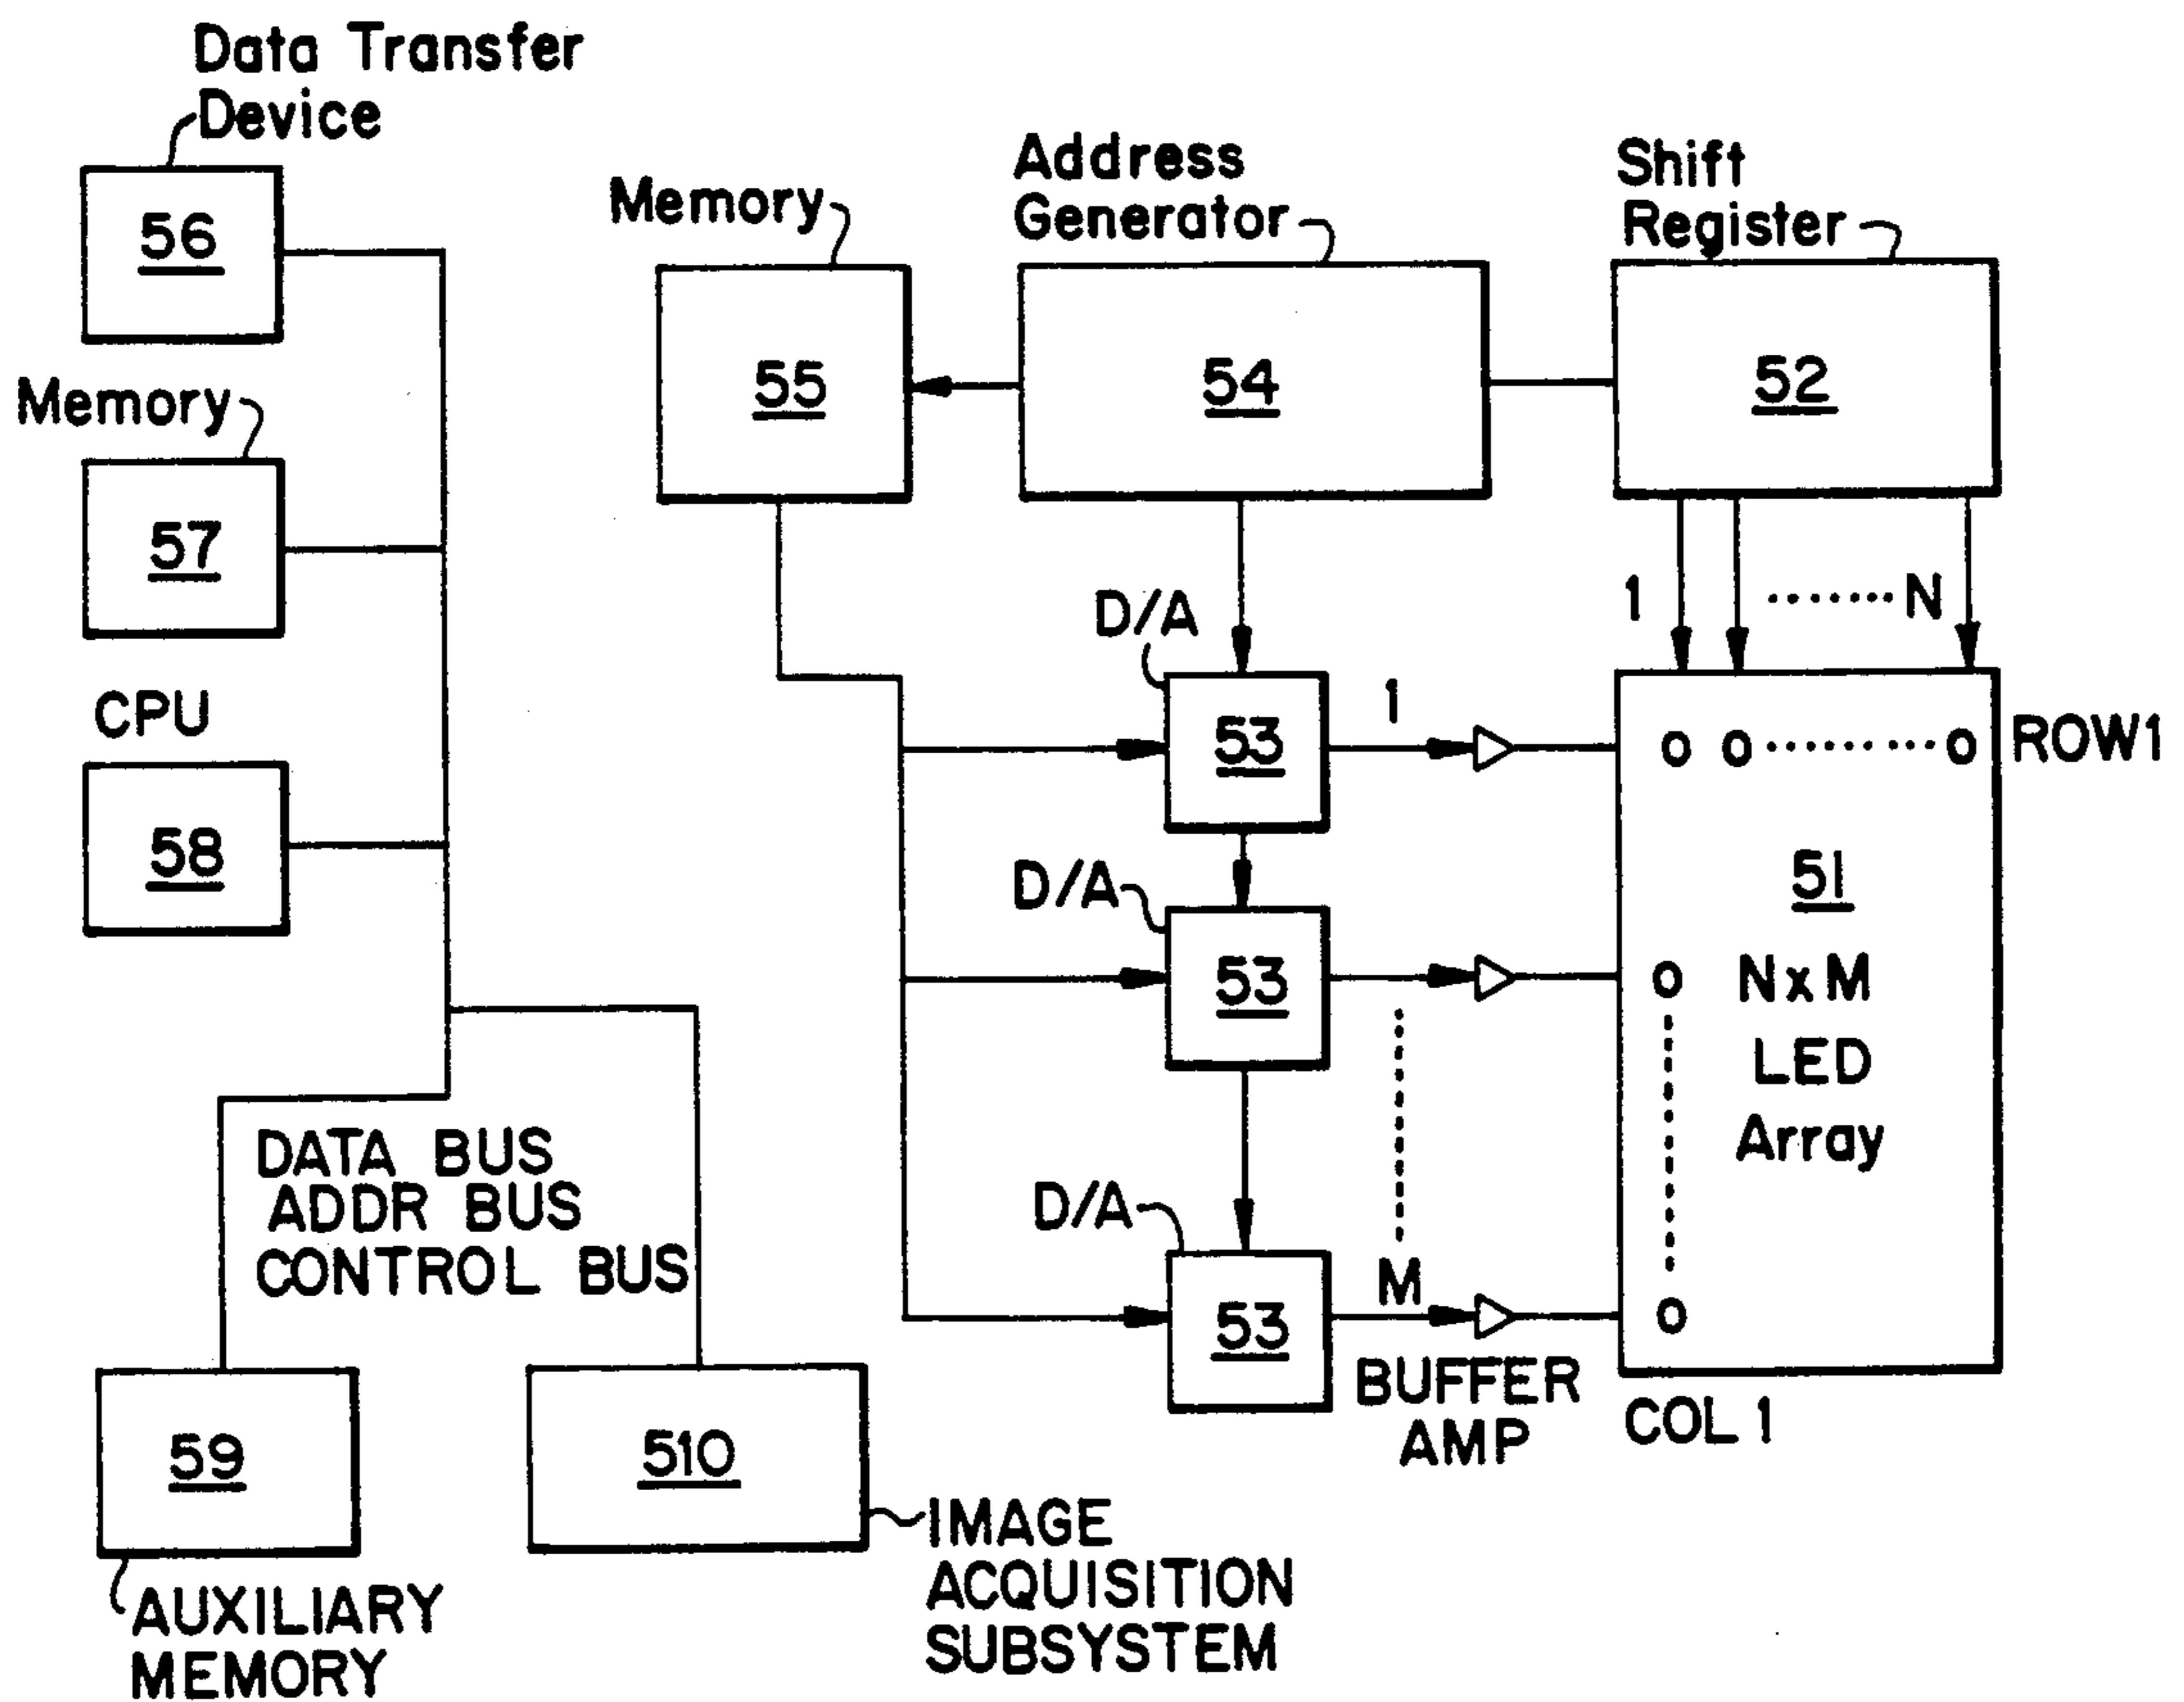 Data Transfer
Device
56
Memory
57
CPU
58
DATA BUS
ADDR BUS
CONTROL BUS
59
AUXILIARY
MEMORY
510
IMAGE
ACQUISITION
SUBSYSTEM
Memory
55
Address
Generator
54
Shift
Register
52
1 ....... N
D/A
53
1
D/A
53
D/A
53
M
BUFFER
AMP
o o ......... o
ROW1
51
o NxM
LED
Array
o
COL 1